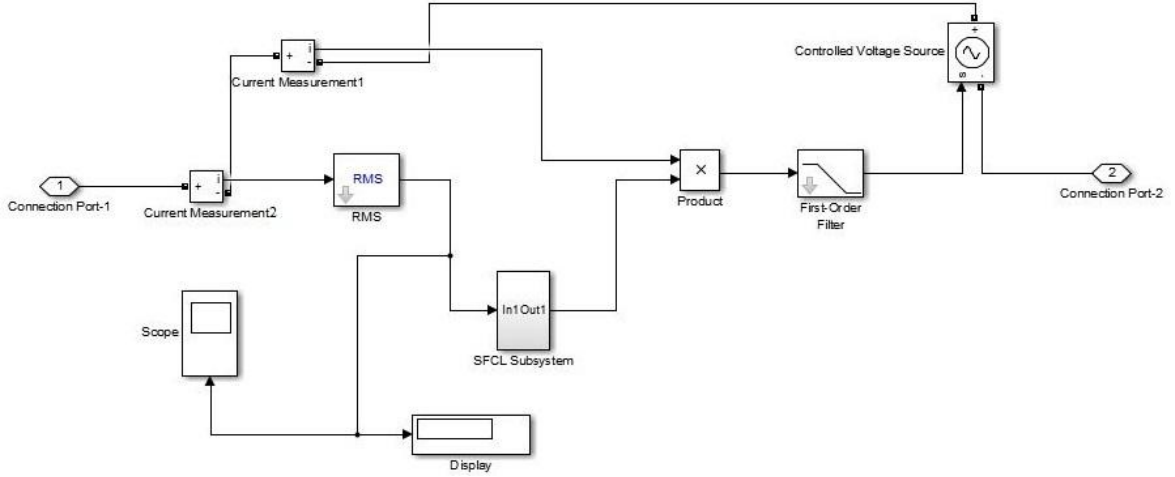 +
Controlled Voltage Source
s
-
+
i
-
Current Measurement1
1
Connection Port-1
+
i
-
Current Measurement2
RMS
RMS
×
Product
First-Order
Filter
2
Connection Port-2
Scope
In1 Out1
SFCL Subsystem
Display